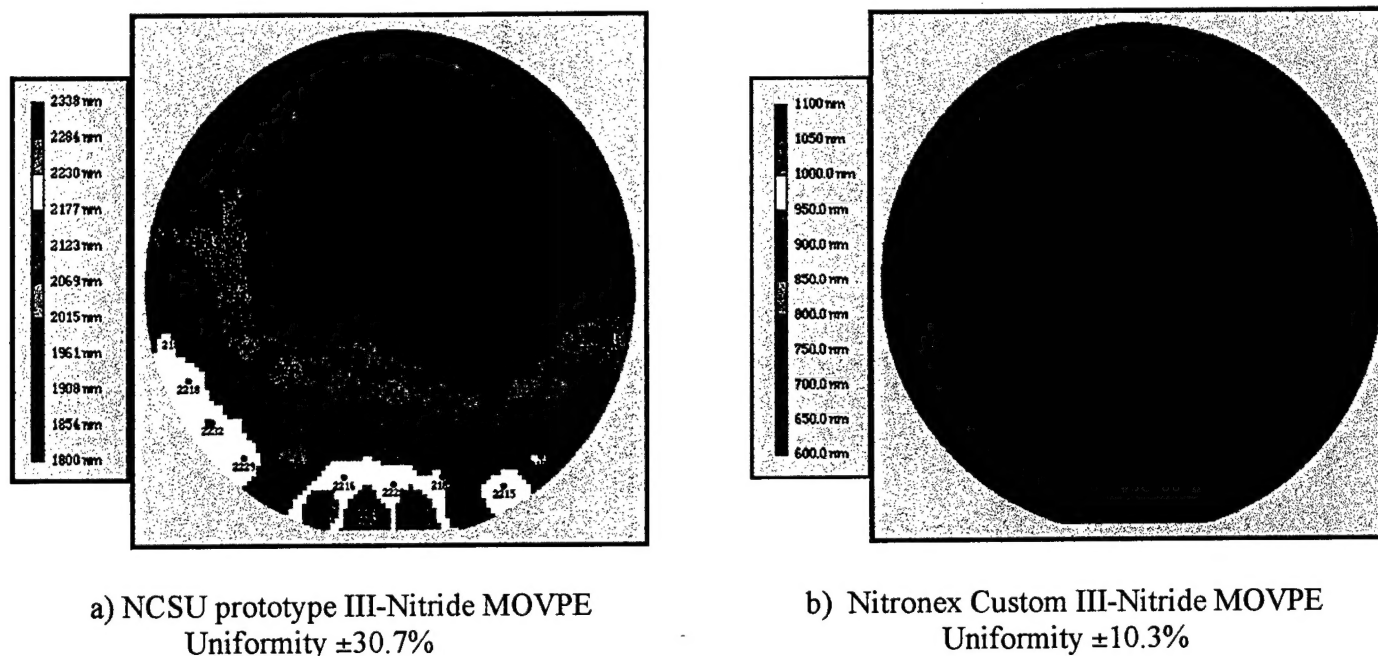 2338 nm
2284 nm
2230 nm
2177 nm
2123 nm
2069 nm
2015 nm
1961 nm
1908 nm
1854 nm
1800 nm
2218
2232
2229
2216
2215
a) NCSU prototype III-Nitride MOVPE
Uniformity ±30.7%
1100 nm
1050 nm
1000.0 nm
950.0 nm
900.0 nm
850.0 nm
800.0 nm
750.0 nm
700.0 nm
650.0 nm
600.0 nm
b) Nitronex Custom III-Nitride MOVPE
Uniformity ±10.3%